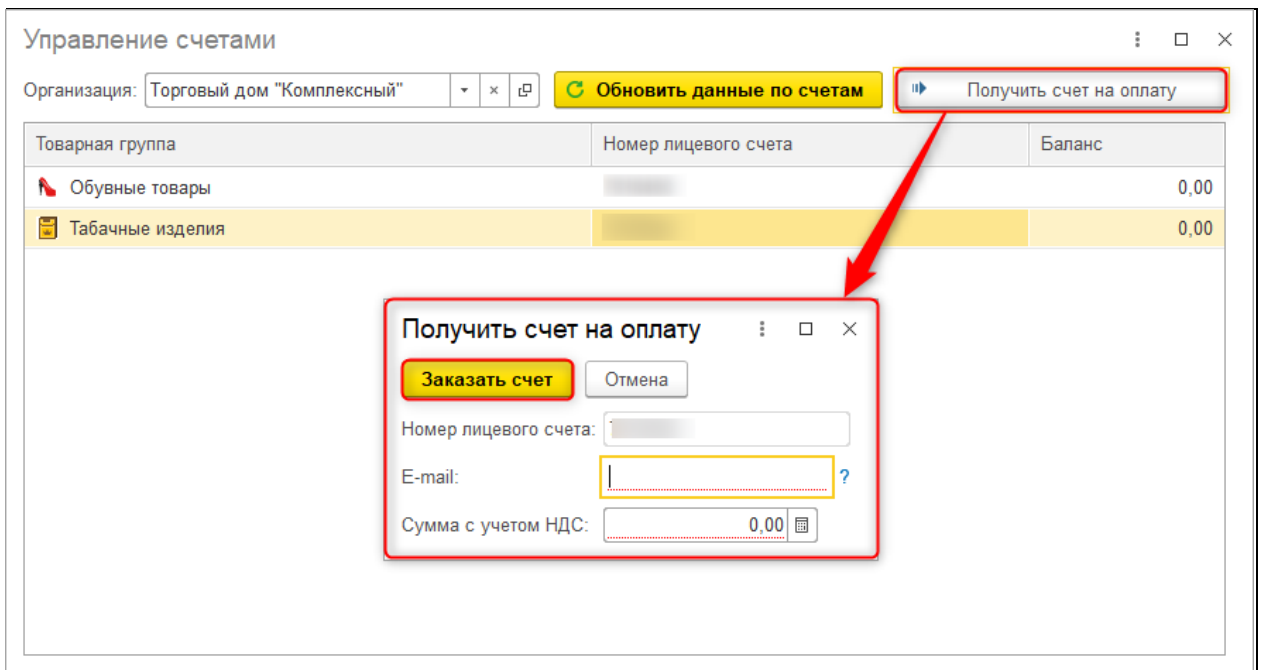 Управление счетами
Организация: Торговый дом "Комплексный" Обновить данные по счетам Получить счет на оплату
Товарная группа Номер лицевого счета Баланс
Обувные товары 0,00
Табачные изделия 0,00
Получить счет на оплату
Заказать счет Отмена
Номер лицевого счета:
E-mail: ?
Сумма с учетом НДС: 0,00